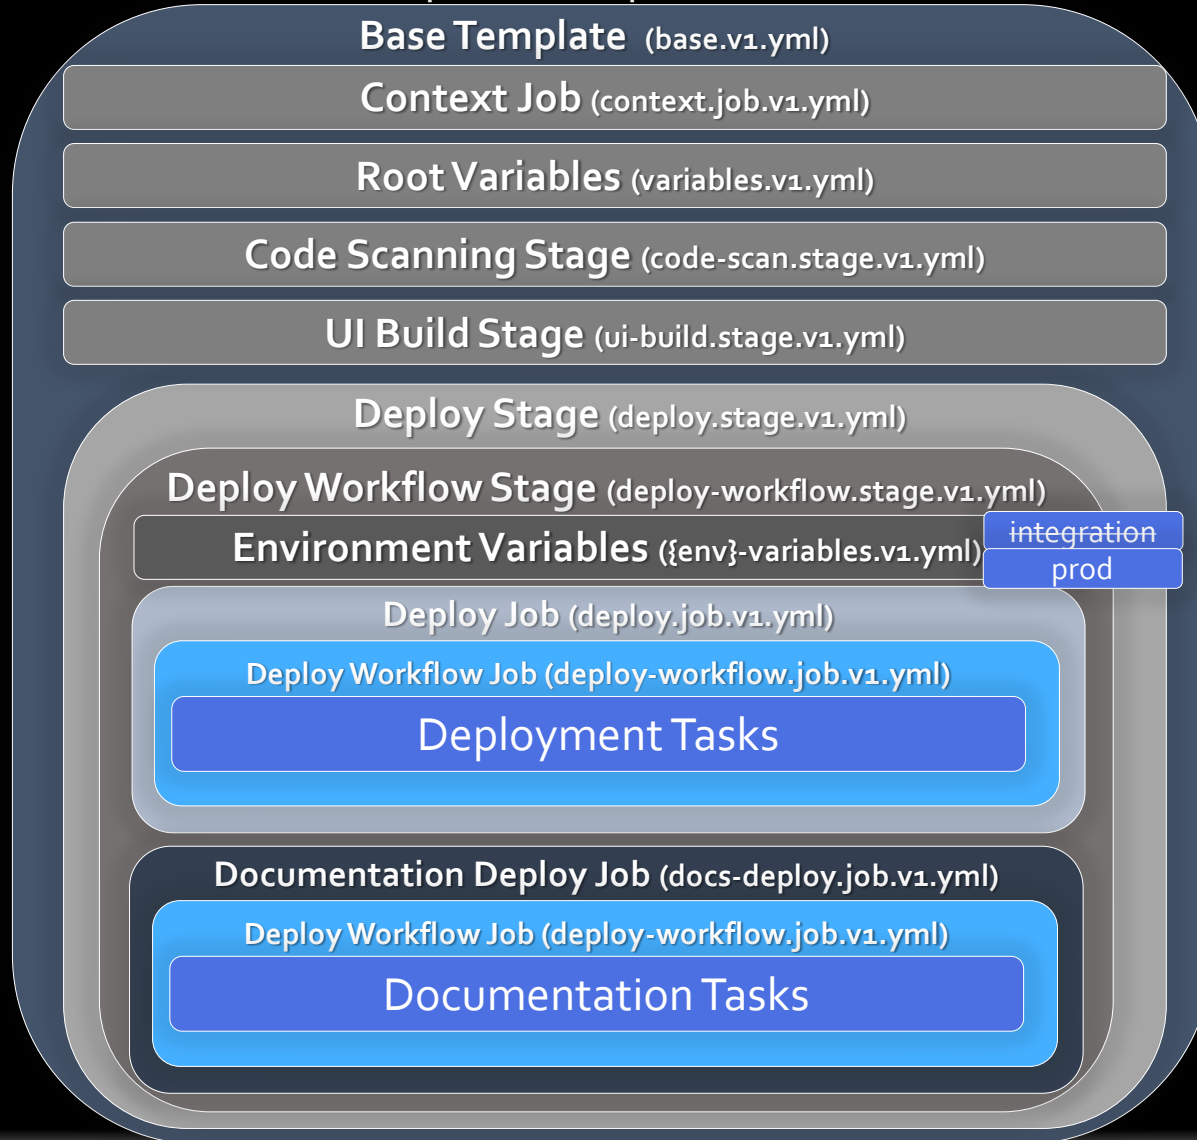 Base Template (base.v1.yml)
Context Job (context.job.v1.yml)
Root Variables (variables.v1.yml)
Code Scanning Stage (code-scan.stage.v1.yml)
UI Build Stage (ui-build.stage.v1.yml)
Deploy Stage (deploy.stage.v1.yml)
Deploy Workflow Stage (deploy-workflow.stage.v1.yml)
integration
Environment Variables ({env}-variables.v1.yml)
prod
Deploy Job (deploy.job.v1.yml)
Deploy Workflow Job (deploy-workflow.job.v1.yml)
Deployment Tasks
Documentation Deploy Job (docs-deploy.job.v1.yml)
Deploy Workflow Job (deploy-workflow.job.v1.yml)
Documentation Tasks